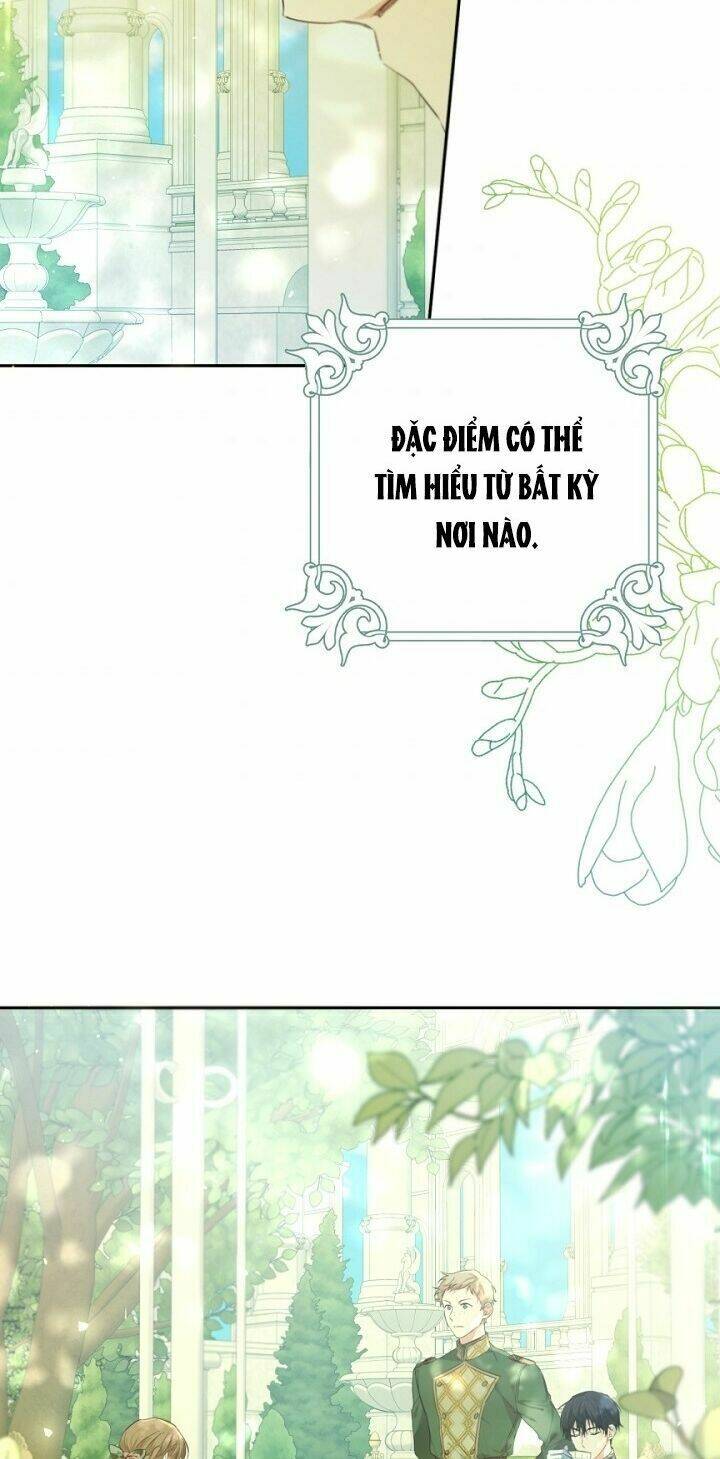 ĐẶC ĐIỂM CÓ THỂ
TÌM HIỂU TỪ BẤT KỲ
NƠI NÀO.